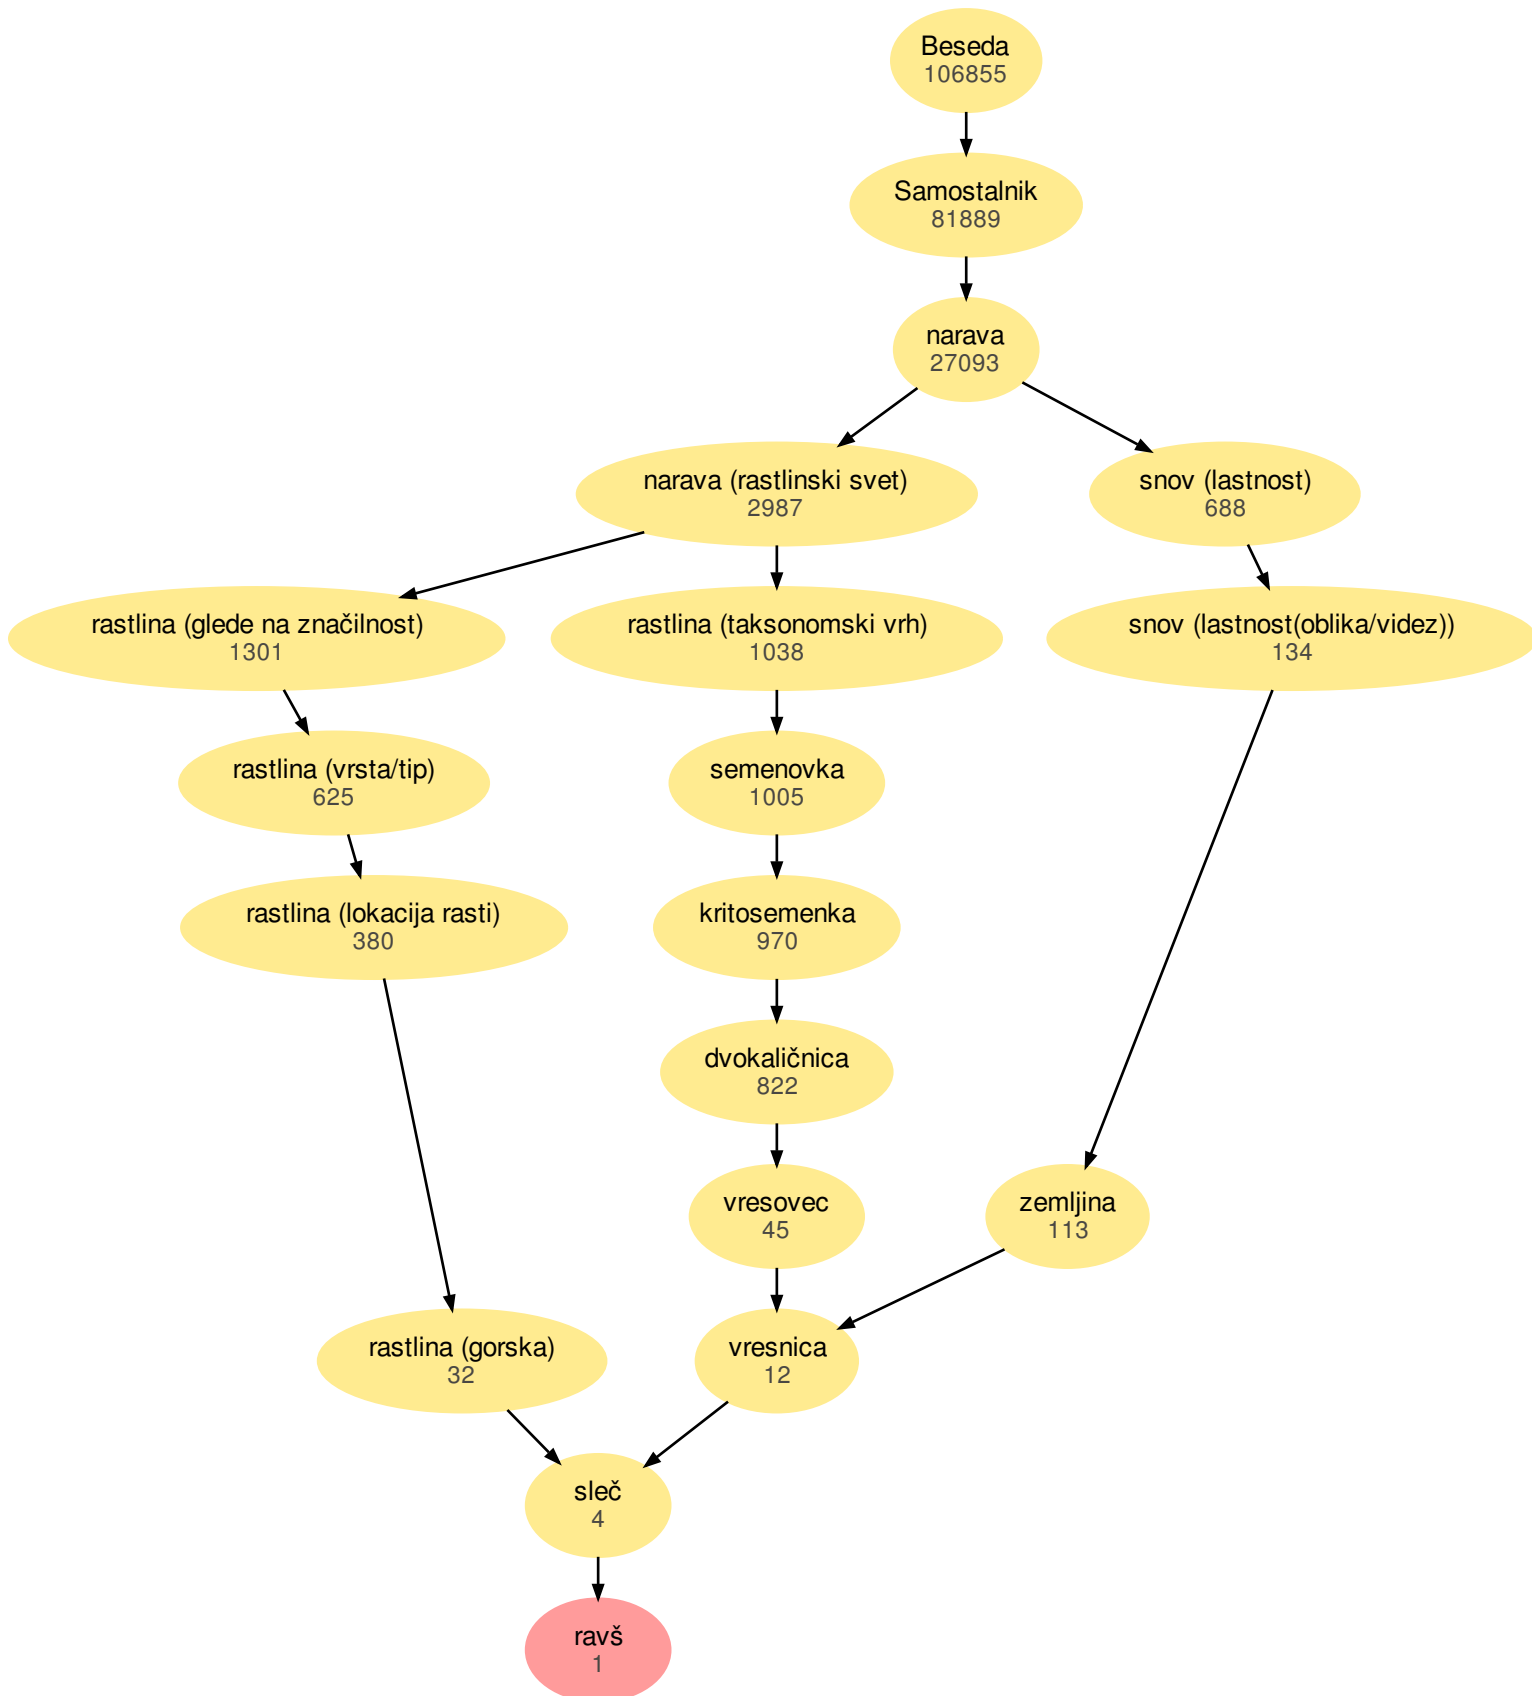 Beseda
106855
Samostalnik
81889
narava
27093
narava (rastlinski svet)
2987
snov (lastnost)
688
rastlina (glede na značilnost)
1301
rastlina (taksonomski vrh)
1038
snov (lastnost(oblika/videz))
134
rastlina (vrsta/tip)
625
semenovka
1005
rastlina (lokacija rasti)
380
kritosemenka
970
dvokaličnica
822
vresovec
45
zemljina
113
rastlina (gorska)
32
vresnica
12
sleč
4
ravš
1